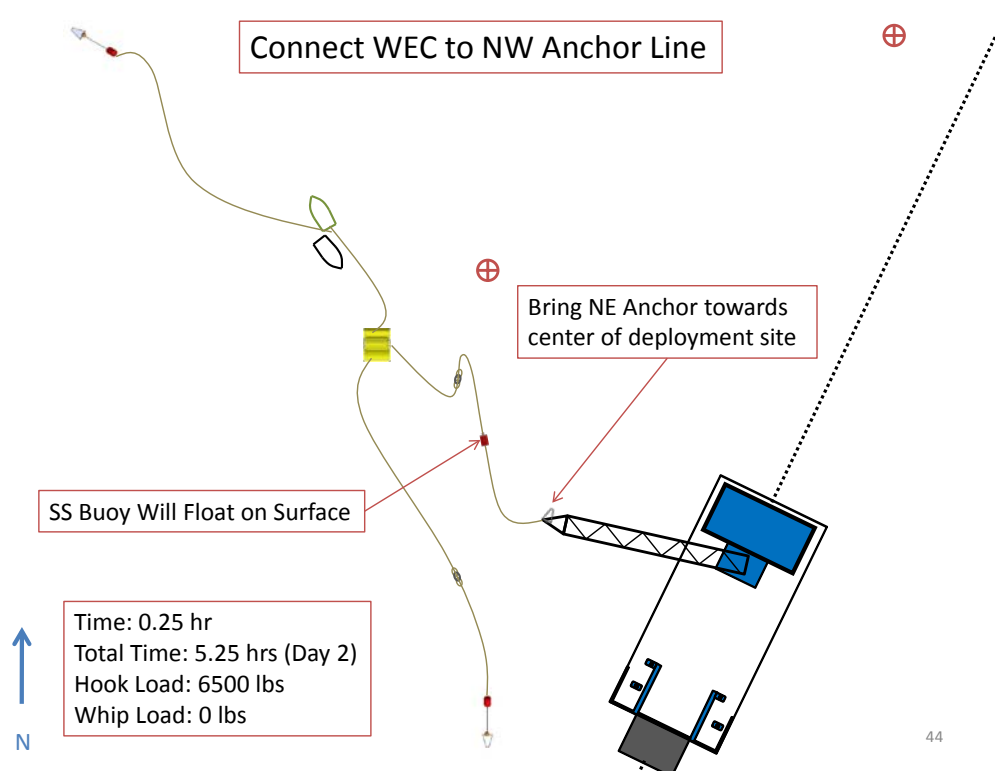 Connect WEC to NW Anchor Line
Bring NE Anchor towards
center of deployment site
SS Buoy Will Float on Surface
Time: 0.25 hr
Total Time: 5.25 hrs (Day 2)
Hook Load: 6500 lbs
Whip Load: 0 lbs
N
44